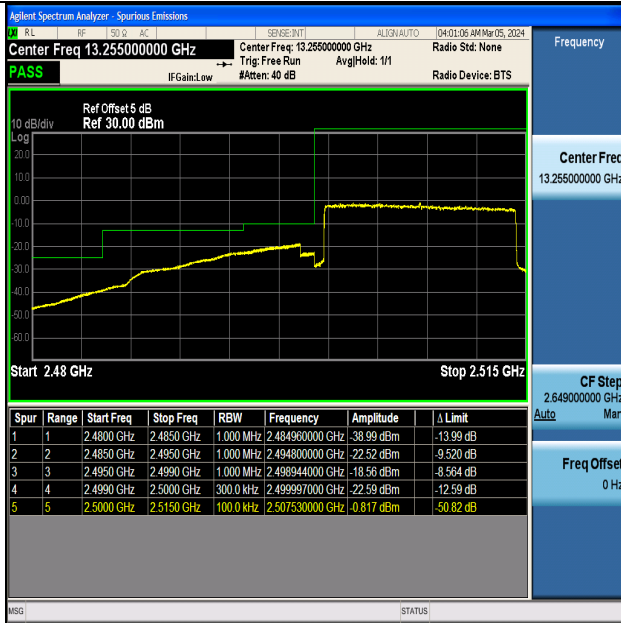 Agilent Spectrum Analyzer - Spurious Emissions
RL RF 50 Ω AC SENSE:INT ALIGN AUTO 04:01:06 AM Mar 05, 2024
Center Freq 13.255000000 GHz
Center Freq: 13.255000000 GHz
Radio Std: None
Trig: Free Run Avg|Hold: 1/1
PASS
IFGain:Low
#Atten: 40 dB
Radio Device: BTS
Ref Offset 5 dB
10 dB/div Ref 30.00 dBm
Log
20.0
10.0
0.00
-10.0
-20.0
-30.0
-40.0
-50.0
-60.0
Start 2.48 GHz Stop 2.515 GHz
Spur Range Start Freq Stop Freq RBW Frequency Amplitude Δ Limit
1 1 2.4800 GHz 2.4850 GHz 1.000 MHz 2.484960000 GHz -38.99 dBm -13.99 dB
2 2 2.4850 GHz 2.4950 GHz 1.000 MHz 2.494800000 GHz -22.52 dBm -9.520 dB
3 3 2.4950 GHz 2.4990 GHz 1.000 MHz 2.498944000 GHz -18.56 dBm -8.564 dB
4 4 2.4990 GHz 2.5000 GHz 300.0 kHz 2.499997000 GHz -22.59 dBm -12.59 dB
5 5 2.5000 GHz 2.5150 GHz 100.0 kHz 2.507530000 GHz -0.817 dBm -50.82 dB
Frequency
Center Freq
13.255000000 GHz
CF Step
2.649000000 GHz
Auto Man
Freq Offset
0 Hz
MSG STATUS